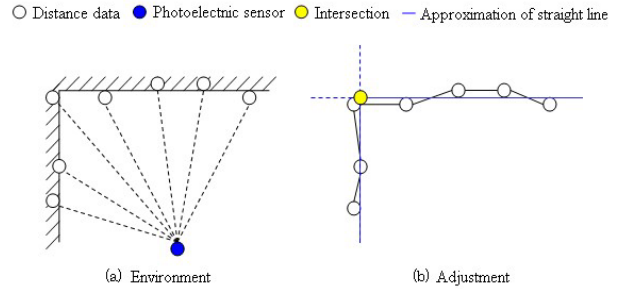 Distance data Photoelectric sensor Intersection Approximation of straight line
(a) Environment
(b) Adjustment